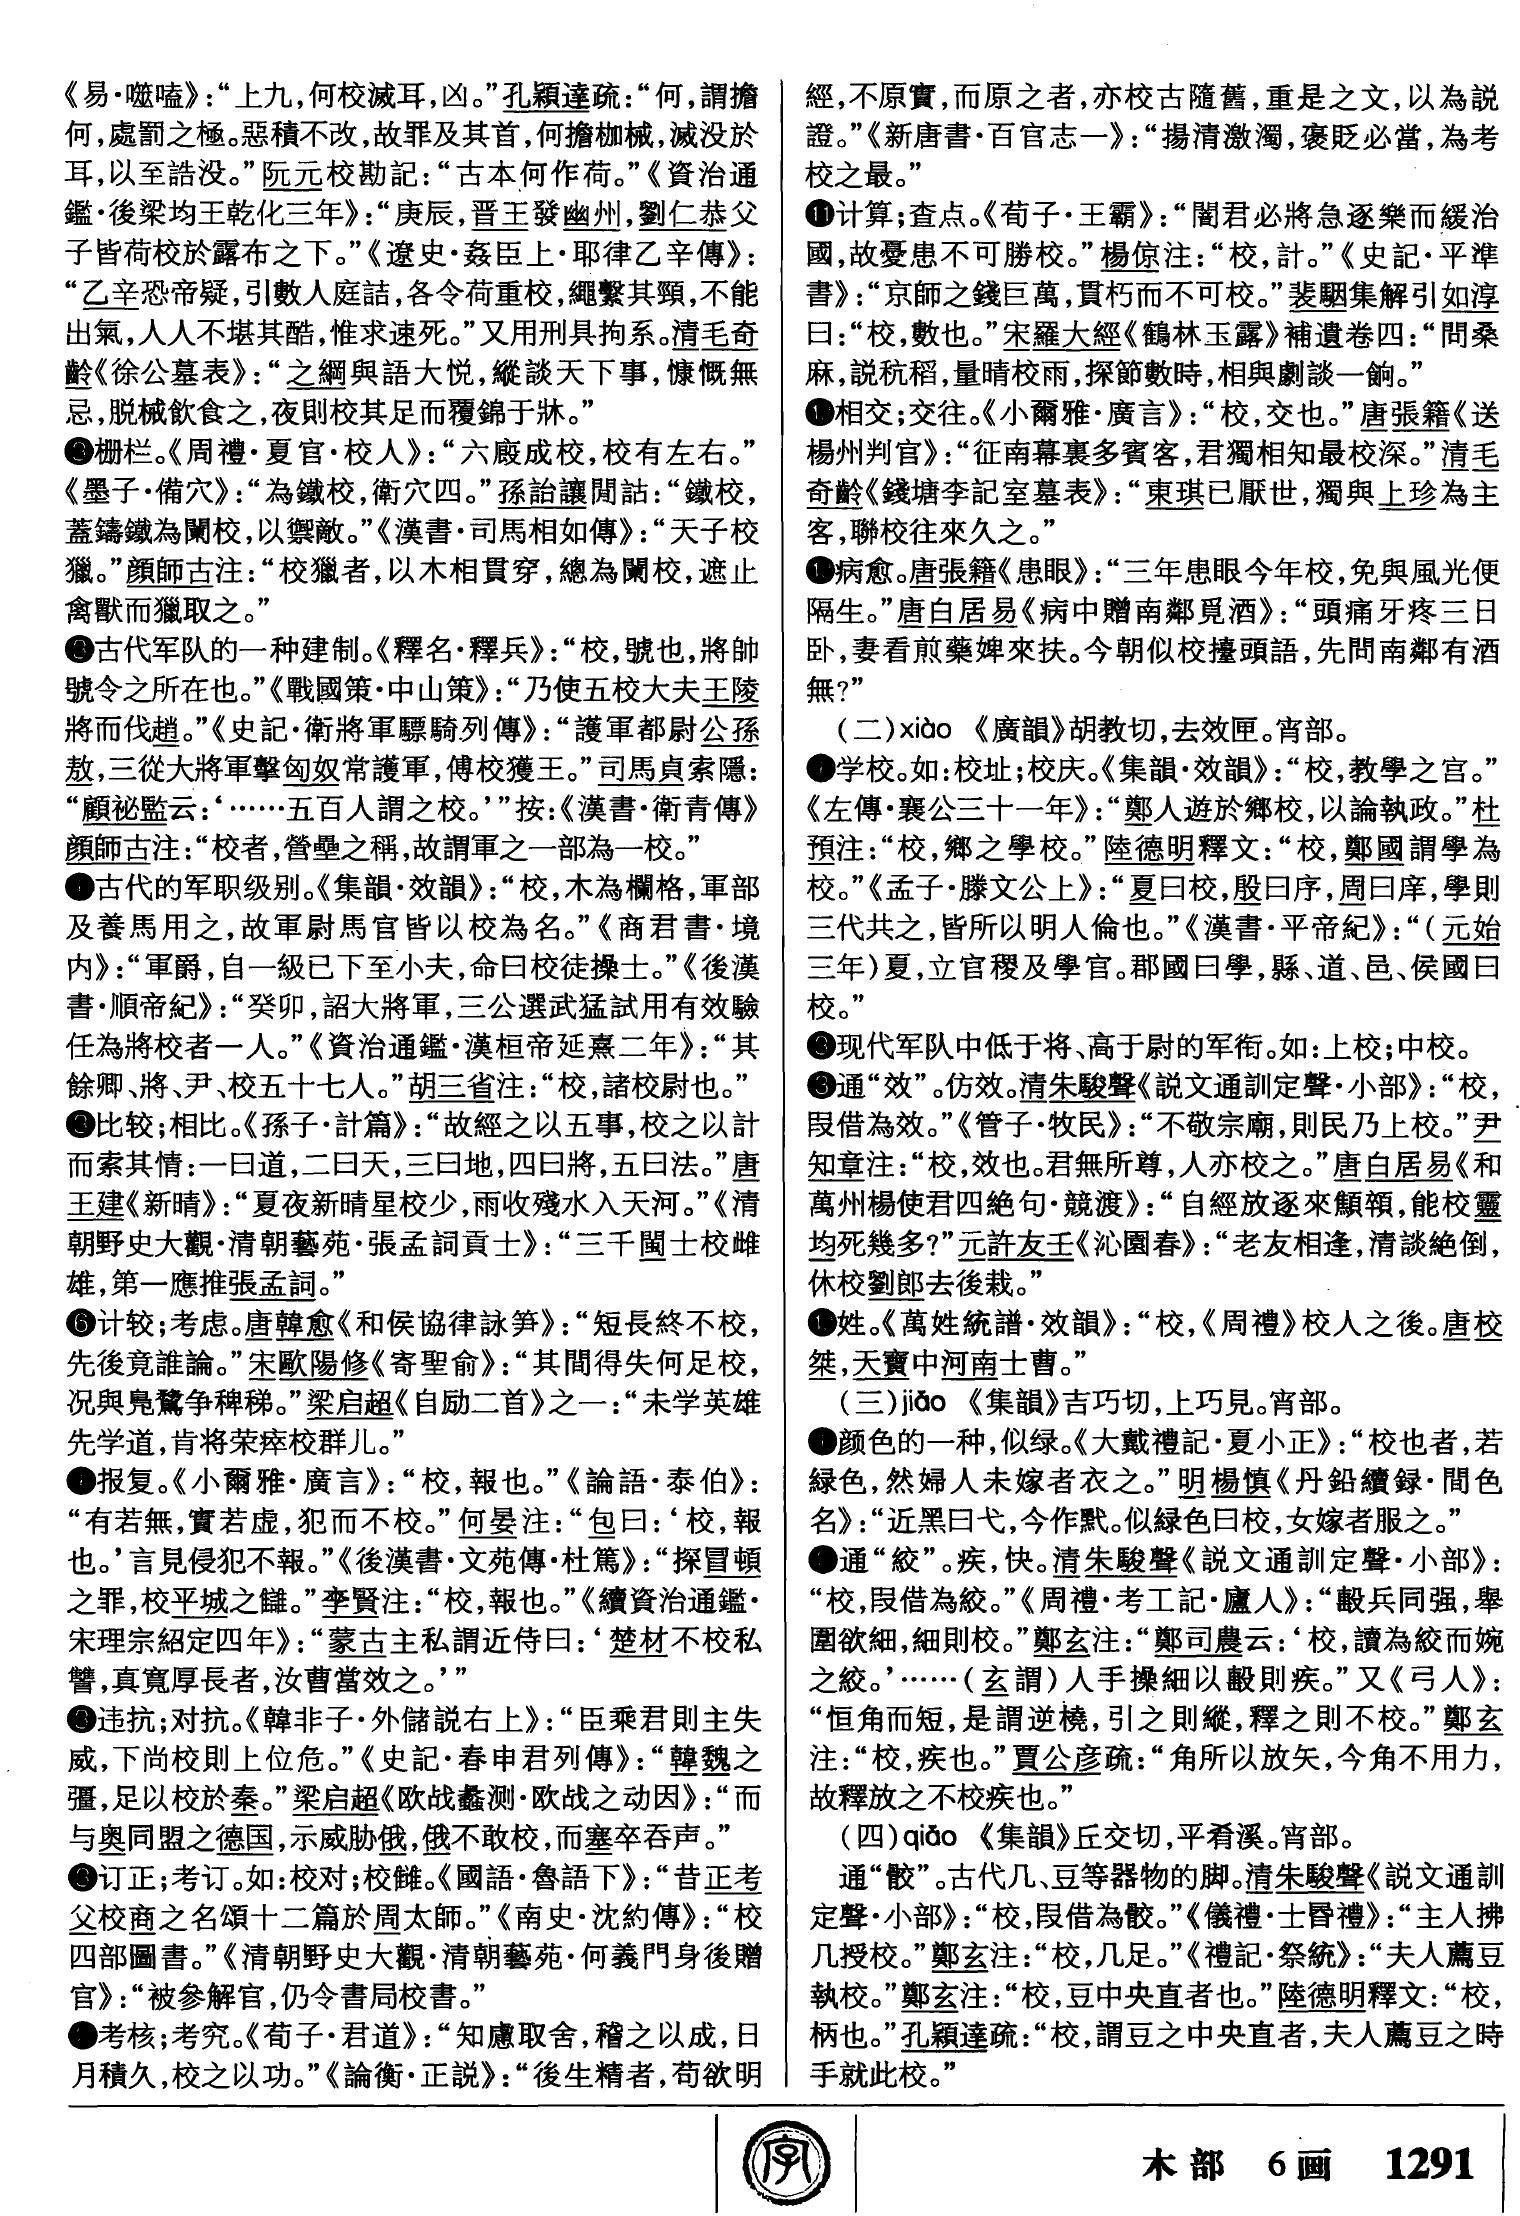 《易·噬嗑》：“上九，何校滅耳，凶。”孔穎達疏：“何，謂擔
何，處罰之極。惡積不改，故罪及其首，何擔枷械，滅没於
耳，以至誥没。”阮元校勘記：“古本何作荷。”《資治通
鑑·後梁均王乾化三年》：“庚辰，晋王發幽州，劉仁恭父
子皆荷校於露布之下。”《遼史·姦臣上·耶律乙辛傳》：
“乙辛恐帝疑，引數人庭詰，各令荷重校，繩繫其頸，不能
出氣，人人不堪其酷，惟求速死。”又用刑具拘系。清毛奇
齡《徐公墓表》：“之綱與語大悦，縱談天下事，慷慨無
忌，脱械飲食之，夜則校其足而覆錦于牀。”
❸栅栏。《周禮·夏官·校人》：“六廄成校，校有左右。”
《墨子·備穴》：“為鐵校，衛穴四。”孫詒讓閒詁：“鐵校，
蓋鑄鐵為闌校，以禦敵。”《漢書·司馬相如傳》：“天子校
獵。”顔師古注：“校獵者，以木相貫穿，總為闌校，遮止
禽獸而獵取之。”
❸古代军队的一种建制。《釋名·釋兵》：“校，號也，將帥
號令之所在也。”《戰國策·中山策》：“乃使五校大夫王陵
將而伐趙。”《史記·衛將軍驃騎列傳》：“護軍都尉公孫
敖，三從大將軍擊匈奴常護軍，傅校獲王。”司馬貞索隱：
“顧祕監云：‘……五百人謂之校。’”按：《漢書·衛青傳》
顔師古注：“校者，營壘之稱，故謂軍之一部為一校。”
古代的军职级别。《集韻·效韻》：“校，木為欄格，軍部
及養馬用之，故軍尉馬官皆以校為名。”《商君書·境
内》：“軍爵，自一級已下至小夫，命曰校徒操士。”《後漢
書·順帝紀》：“癸卯，詔大將軍，三公選武猛試用有效驗
任為將校者一人。”《資治通鑑·漢桓帝延熹二年》：“其
餘卿、將、尹、校五十七人。”胡三省注：“校，諸校尉也。”
❸比较；相比。《孫子·計篇》：“故經之以五事，校之以計
而索其情：一曰道，二曰天，三曰地，四曰將，五曰法。”唐
王建《新晴》：“夏夜新晴星校少，雨收殘水入天河。”《清
朝野史大觀·清朝藝苑·張孟詞貢士》：“三千閩士校雌
雄，第一應推張孟詞。”
❻计较；考虑。唐韓愈《和侯協律詠笋》：“短長終不校，
先後竟誰論。”宋歐陽修《寄聖俞》：“其間得失何足校，
况與鳧鷖争稗稊。”梁启超《自励二首》之一：“未学英雄
先学道，肯将荣瘁校群儿。”
報复。《小爾雅·廣言》：“校，報也。”《論語·泰伯》：
“有若無，實若虚，犯而不校。”何晏注：“包曰：‘校，報
也。’言見侵犯不報。”《後漢書·文苑傳·杜篤》：“探冒頓
之罪，校平城之讎。”李賢注：“校，報也。”《續資治通鑑·
宋理宗紹定四年》：“蒙古主私謂近侍曰：‘楚材不校私
讐，真寬厚長者，汝曹當效之。’”
❸违抗；对抗。《韓非子·外儲説右上》：“臣乘君則主失
威，下尚校則上位危。”《史記·春申君列傳》：“韓魏之
彊，足以校於秦。”梁启超《欧战蠡测·欧战之动因》：“而
与奥同盟之德国，示威胁俄，俄不敢校，而塞卒吞声。”
❸订正；考订。如：校对；校雠。《國語·魯語下》：“昔正考
父校商之名頌十二篇於周太師。”《南史·沈約傳》：“校
四部圖書。”《清朝野史大觀·清朝藝苑·何義門身後贈
官》：“被參解官，仍令書局校書。”
考核；考究。《荀子·君道》：“知慮取舍，稽之以成，日
月積久，校之以功。”《論衡·正説》：“後生精者，苟欲明
經，不原實，而原之者，亦校古隨舊，重是之文，以為説
證。”《新唐書·百官志一》：“揚清激濁，褒貶必當，為考
校之最。”
⓫计算；查点。《荀子·王霸》：“闇君必將急逐樂而緩治
國，故憂患不可勝校。”楊倞注：“校，計。”《史記·平準
書》：“京師之錢巨萬，貫朽而不可校。”裴駰集解引如淳
曰：“校，數也。”宋羅大經《鶴林玉露》補遺卷四：“問桑
麻，説秔稻，量晴校雨，探節數時，相與劇談一餉。”
相交；交往。《小爾雅·廣言》：“校，交也。”唐張籍《送
楊州判官》：“征南幕裏多賓客，君獨相知最校深。”清毛
奇齡《錢塘李記室墓表》：“東琪已厭世，獨與上珍為主
客，聯校往來久之。”
病愈。唐張籍《患眼》：“三年患眼今年校，免與風光便
隔生。”唐白居易《病中贈南鄰覓酒》：“頭痛牙疼三日
卧，妻看煎藥婢來扶。今朝似校擡頭語，先問南鄰有酒
無？”
（二）xiào 《廣韻》胡教切，去效匣。宵部。
学校。如：校址；校庆。《集韻·效韻》：“校，教學之宫。”
《左傳·襄公三十一年》：“鄭人遊於鄉校，以論執政。”杜
預注：“校，鄉之學校。”陸德明釋文：“校，鄭國謂學為
校。”《孟子·滕文公上》：“夏曰校，殷曰序，周曰庠，學則
三代共之，皆所以明人倫也。”《漢書·平帝紀》：“（元始
三年）夏，立官稷及學官。郡國曰學，縣、道、邑、侯國曰
校。”
❸现代军队中低于将、高于尉的军衔。如：上校；中校。
❸通“效”。仿效。清朱駿聲《説文通訓定聲·小部》：“校，
叚借為效。”《管子·牧民》：“不敬宗廟，則民乃上校。”尹
知章注：“校，效也。君無所尊，人亦校之。”唐白居易《和
萬州楊使君四絶句·競渡》：“自經放逐來顦顇，能校靈
均死幾多？”元許友壬《沁園春》：“老友相逢，清談絶倒，
休校劉郎去後栽。”
姓。《萬姓統譜·效韻》：“校，《周禮》校人之後。唐校
桀，天寶中河南士曹。”
（三）jiǎo 《集韻》吉巧切，上巧見。宵部。
颜色的一种，似绿。《大戴禮記·夏小正》：“校也者，若
緑色，然婦人未嫁者衣之。”明楊慎《丹鉛續録·間色
名》：“近黑曰弋，今作黓。似緑色曰校，女嫁者服之。”
通“絞”。疾，快。清朱駿聲《説文通訓定聲·小部》：
“校，叚借為絞。”《周禮·考工記·廬人》：“毄兵同强，舉
圍欲細，細則校。”鄭玄注：“鄭司農云：‘校，讀為絞而婉
之絞。’……（玄謂）人手操細以毄則疾。”又《弓人》：
“恒角而短，是謂逆橈，引之則縱，釋之則不校。”鄭玄
注：“校，疾也。”賈公彦疏：“角所以放矢，今角不用力，
故釋放之不校疾也。”
（四）qiāo 《集韻》丘交切，平肴溪。宵部。
通“骹”。古代几、豆等器物的脚。清朱駿聲《説文通訓
定聲·小部》：“校，叚借為骹。”《儀禮·士昬禮》：“主人拂
几授校。”鄭玄注：“校，几足。”《禮記·祭統》：“夫人薦豆
執校。”鄭玄注：“校，豆中央直者也。”陸德明釋文：“校，
柄也。”孔穎達疏：“校，謂豆之中央直者，夫人薦豆之時
手就此校。”
字
木部 6画 1291